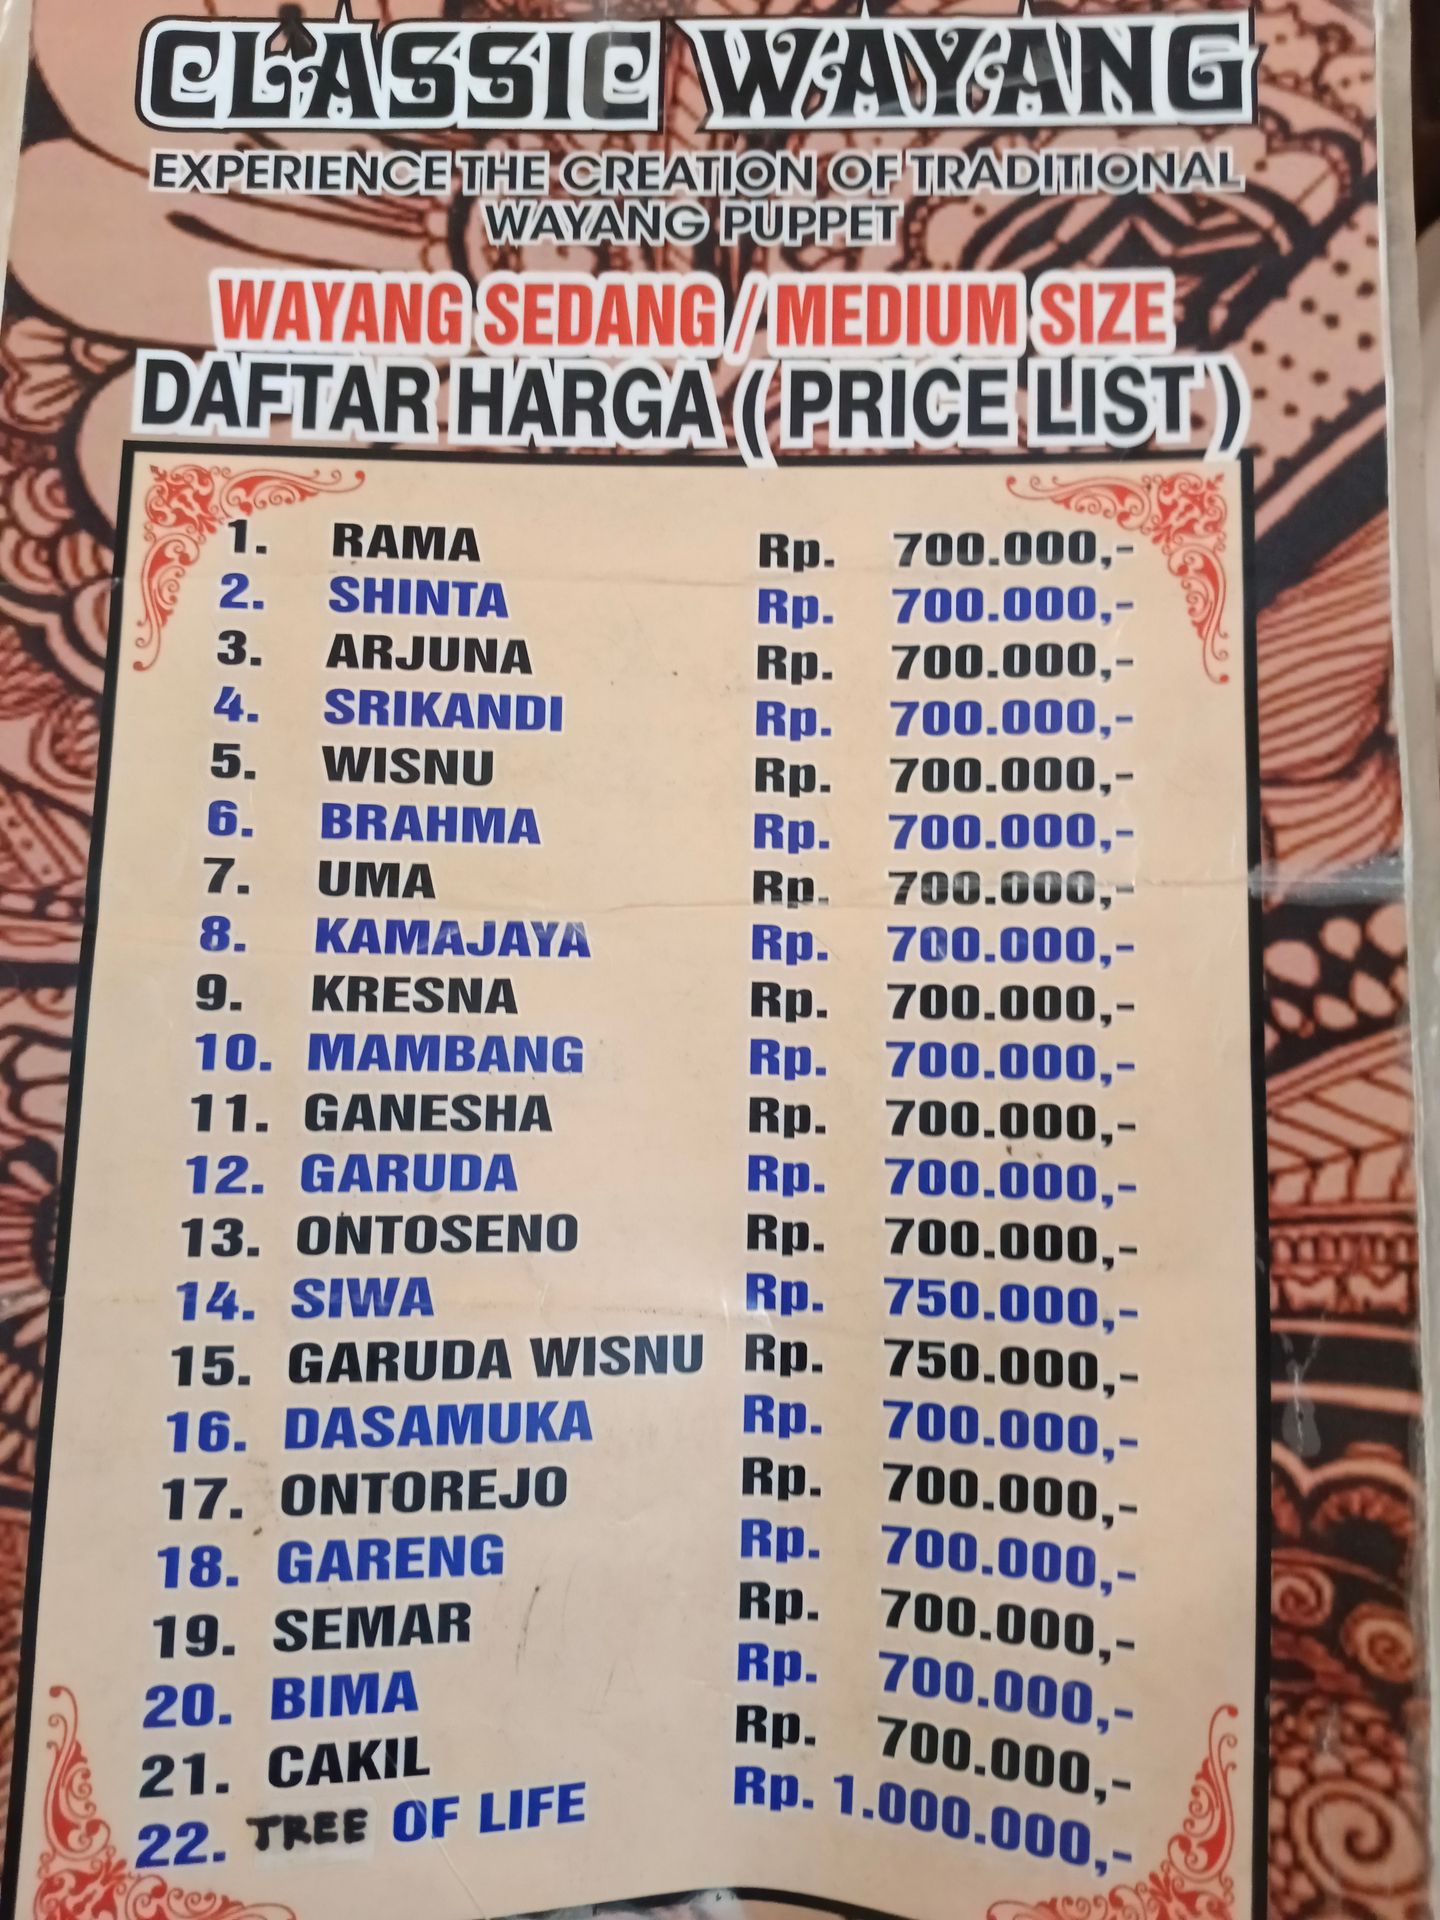 CLASSIC WAYANG
EXPERIENCE THE CREATION OF TRADITIONAL
WAYANG PUPPET
WAYANG SEDANG / MEDIUM SIZE
DAFTAR HARGA ( PRICE LIST )
1. RAMA Rp. 700.000,-
2. SHINTA Rp. 700.000,-
3. ARJUNA Rp. 700.000,-
4. SRIKANDI Rp. 700.000,-
5. WISNU Rp. 700.000,-
6. BRAHMA Rp. 700.000,-
7. UMA Rp. 700.000,-
8. KAMAJAYA Rp. 700.000,-
9. KRESNA Rp. 700.000,-
10. MAMBANG Rp. 700.000,-
11. GANESHA Rp. 700.000,-
12. GARUDA Rp. 700.000,-
13. ONTOSENO Rp. 700.000,-
14. SIWA Rp. 750.000,-
15. GARUDA WISNU Rp. 750.000,-
16. DASAMUKA Rp. 700.000,-
17. ONTOREJO Rp. 700.000,-
18. GARENG Rp. 700.000,-
19. SEMAR Rp. 700.000,-
20. BIMA Rp. 700.000,-
21. CAKIL Rp. 700.000,-
22. TREE OF LIFE Rp. 1.000.000,-